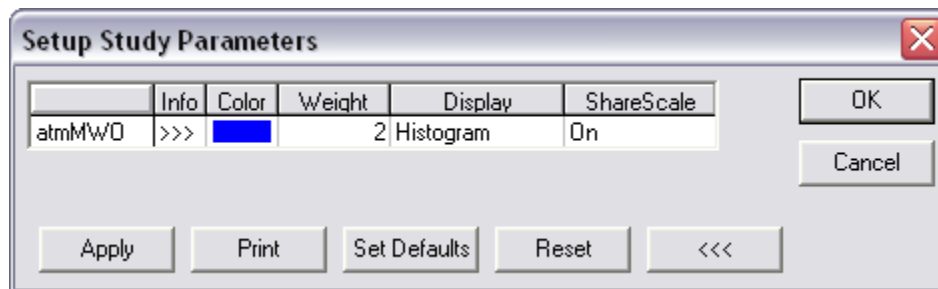 Setup Study Parameters
Info Color Weight Display ShareScale
atmMWO >>> 2 Histogram On
OK
Cancel
Apply Print Set Defaults Reset <<<